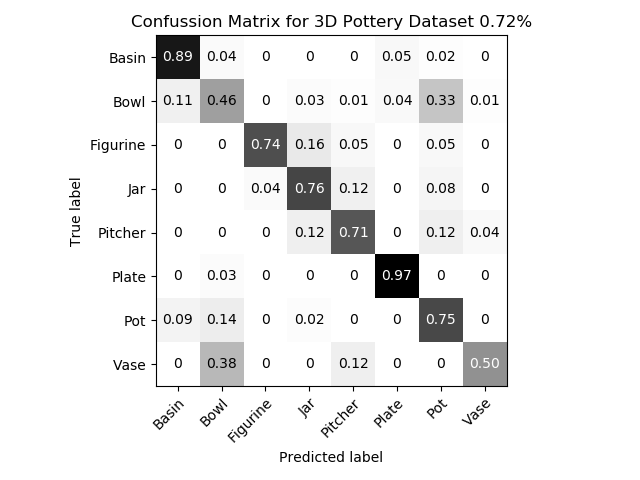 Confussion Matrix for 3D Pottery Dataset 0.72%
True label
Basin 0.89 0.04 0 0 0 0.05 0.02 0
Bowl 0.11 0.46 0 0.03 0.01 0.04 0.33 0.01
Figurine 0 0 0.74 0.16 0.05 0 0.05 0
Jar 0 0 0.04 0.76 0.12 0 0.08 0
Pitcher 0 0 0 0.12 0.71 0 0.12 0.04
Plate 0 0.03 0 0 0 0.97 0 0
Pot 0.09 0.14 0 0.02 0 0 0.75 0
Vase 0 0.38 0 0 0.12 0 0 0.50
Basin Bowl Figurine Jar Pitcher Plate Pot Vase
Predicted label